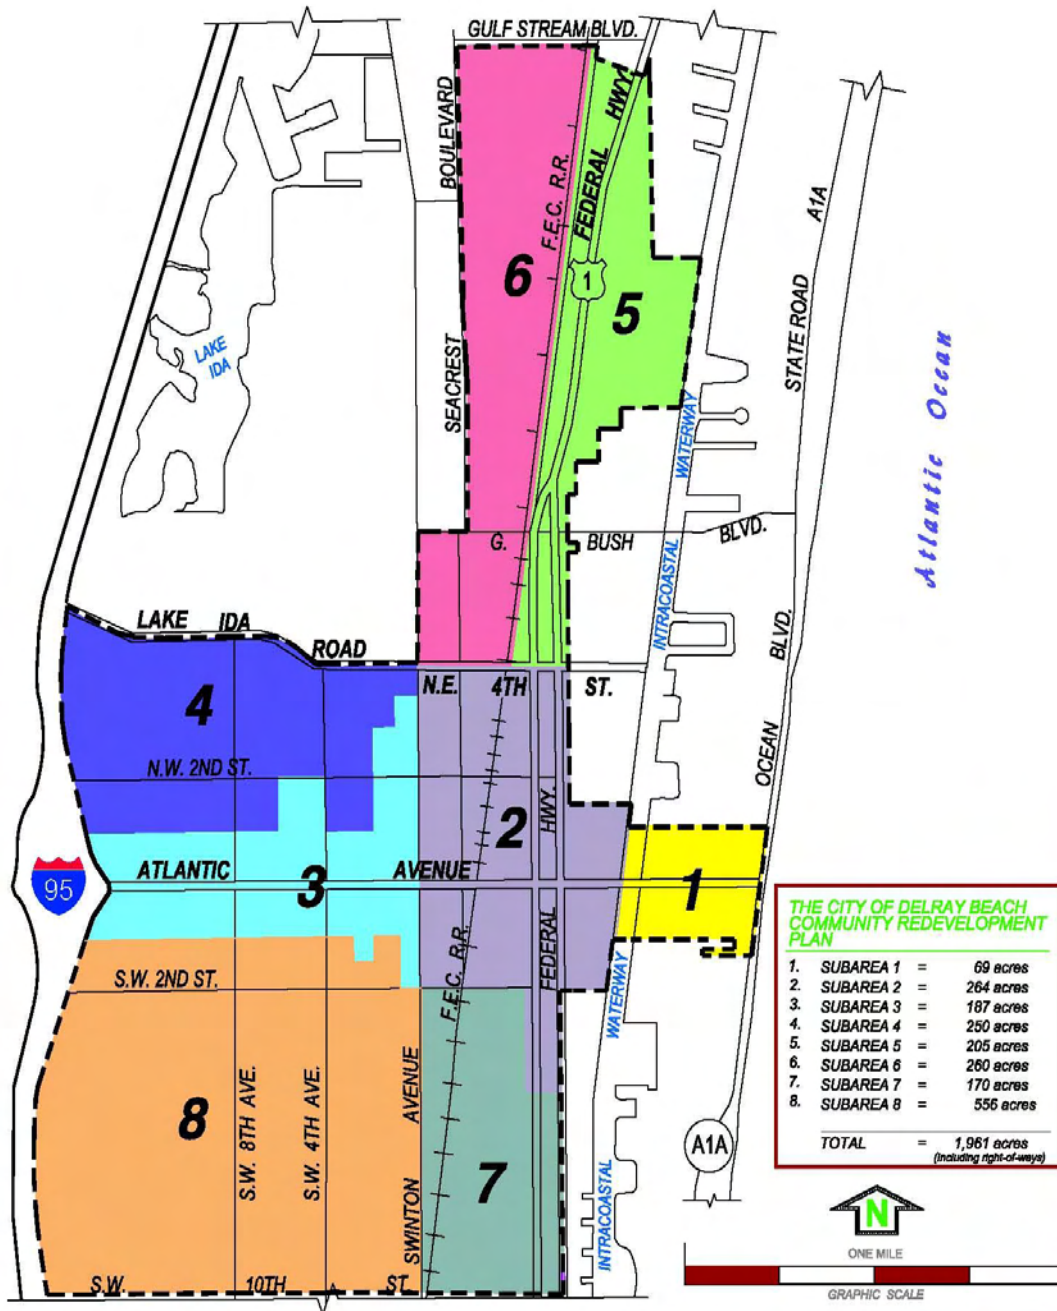 GULF STREAM BLVD.
BOULEVARD
SEACREST
F.E.C. R.R.
FEDERAL HWY.
1
6
5
LAKE
IDA
STATE ROAD A1A
Atlantic Ocean
WATERWAY
INTRACOASTAL
G. BUSH BLVD.
OCEAN BLVD.
LAKE IDA ROAD
N.E. 4TH ST.
4
N.W. 2ND ST.
2
HWY.
ATLANTIC AVENUE
3
1
95
F.E.C. R.R.
FEDERAL
S.W. 2ND ST.
WATERWAY
THE CITY OF DELRAY BEACH
COMMUNITY REDEVELOPMENT
PLAN
1. SUBAREA 1 = 69 acres
2. SUBAREA 2 = 264 acres
3. SUBAREA 3 = 187 acres
4. SUBAREA 4 = 250 acres
5. SUBAREA 5 = 205 acres
6. SUBAREA 6 = 260 acres
7. SUBAREA 7 = 170 acres
8. SUBAREA 8 = 556 acres
TOTAL = 1,961 acres
(including right-of-ways)
8
S.W. 8TH AVE.
S.W. 4TH AVE.
SWINTON AVENUE
7
INTRACOASTAL
A1A
N
ONE MILE
GRAPHIC SCALE
S.W. 10TH ST.